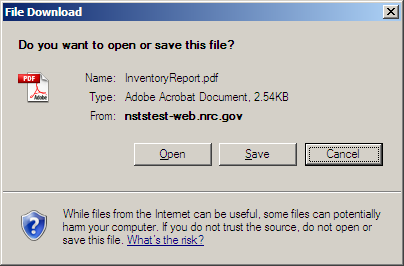 File Download
Do you want to open or save this file?
PDF
Adobe
Name: InventoryReport.pdf
Type: Adobe Acrobat Document, 2.54KB
From: nststest-web.nrc.gov
Open Save Cancel
While files from the Internet can be useful, some files can potentially
harm your computer. If you do not trust the source, do not open or
save this file. What's the risk?